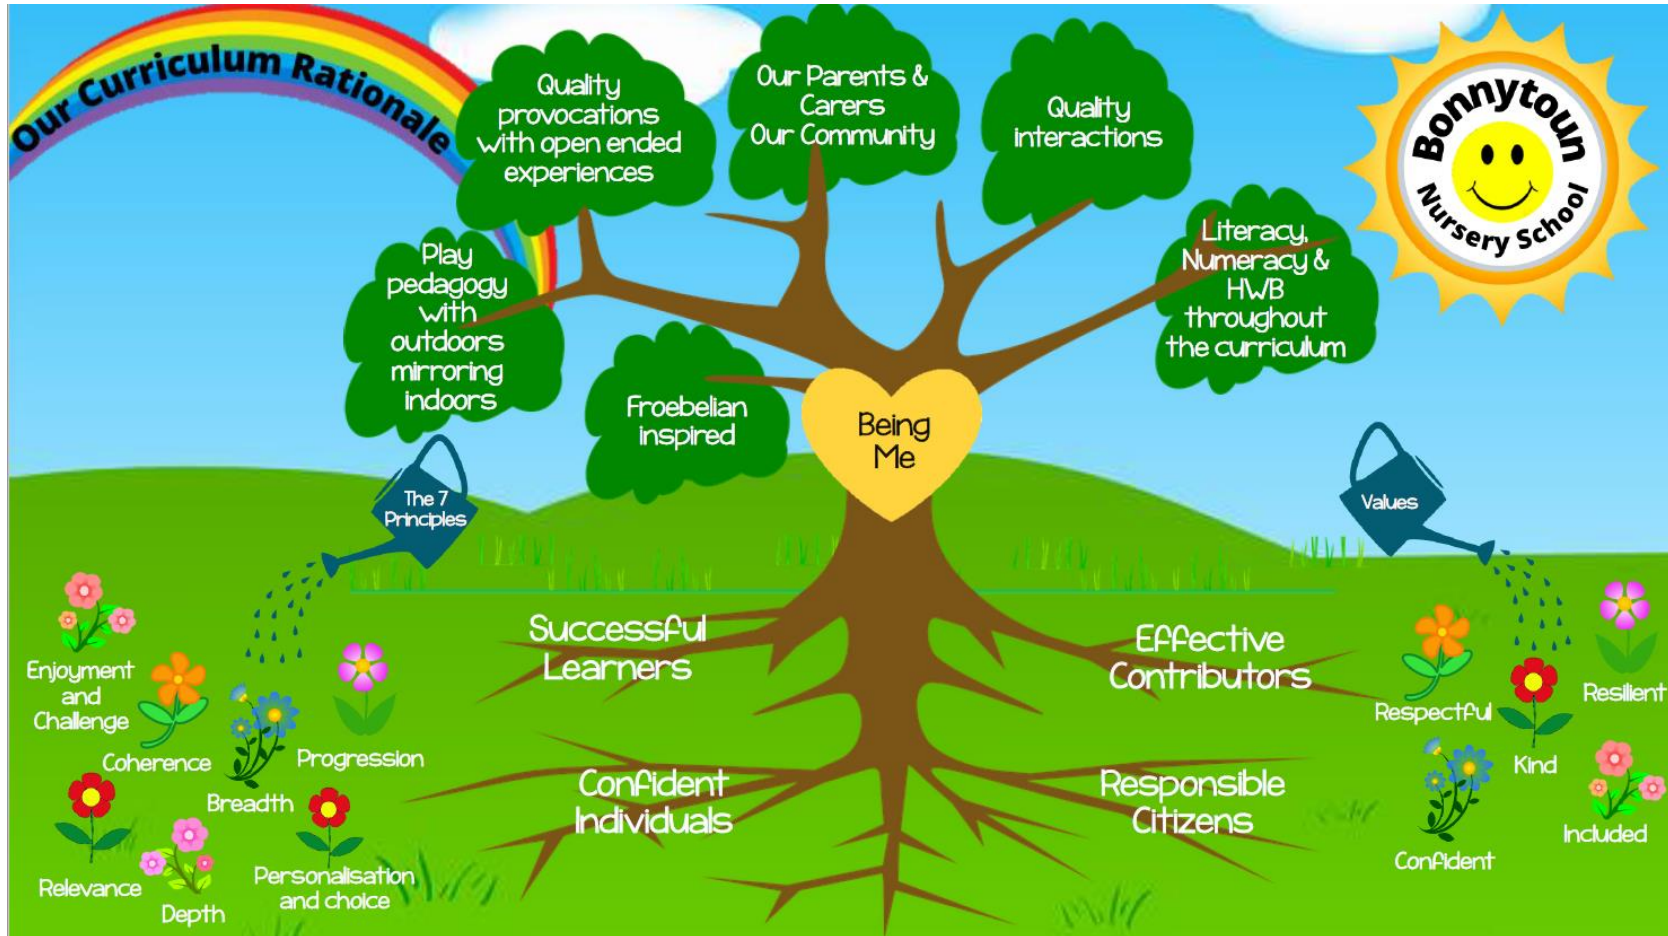 Our Curriculum Rationale
Quality
provocations
with open ended
experiences
Our Parents &
Carers
Our Community
Quality
interactions
Bonnytoun
Nursery School
Play
pedagogy
with
outdoors
mirroring
indoors
Froebelian
inspired
Literacy,
Numeracy &
HWB
throughout
the curriculum
Being
Me
The 7
Principles
Values
Enjoyment
and
Challenge
Coherence
Breadth
Progression
Relevance
Depth
Personalisation
and choice
Successful
Learners
Effective
Contributors
Confident
Individuals
Responsible
Citizens
Respectful
Resilient
Kind
Included
Confident